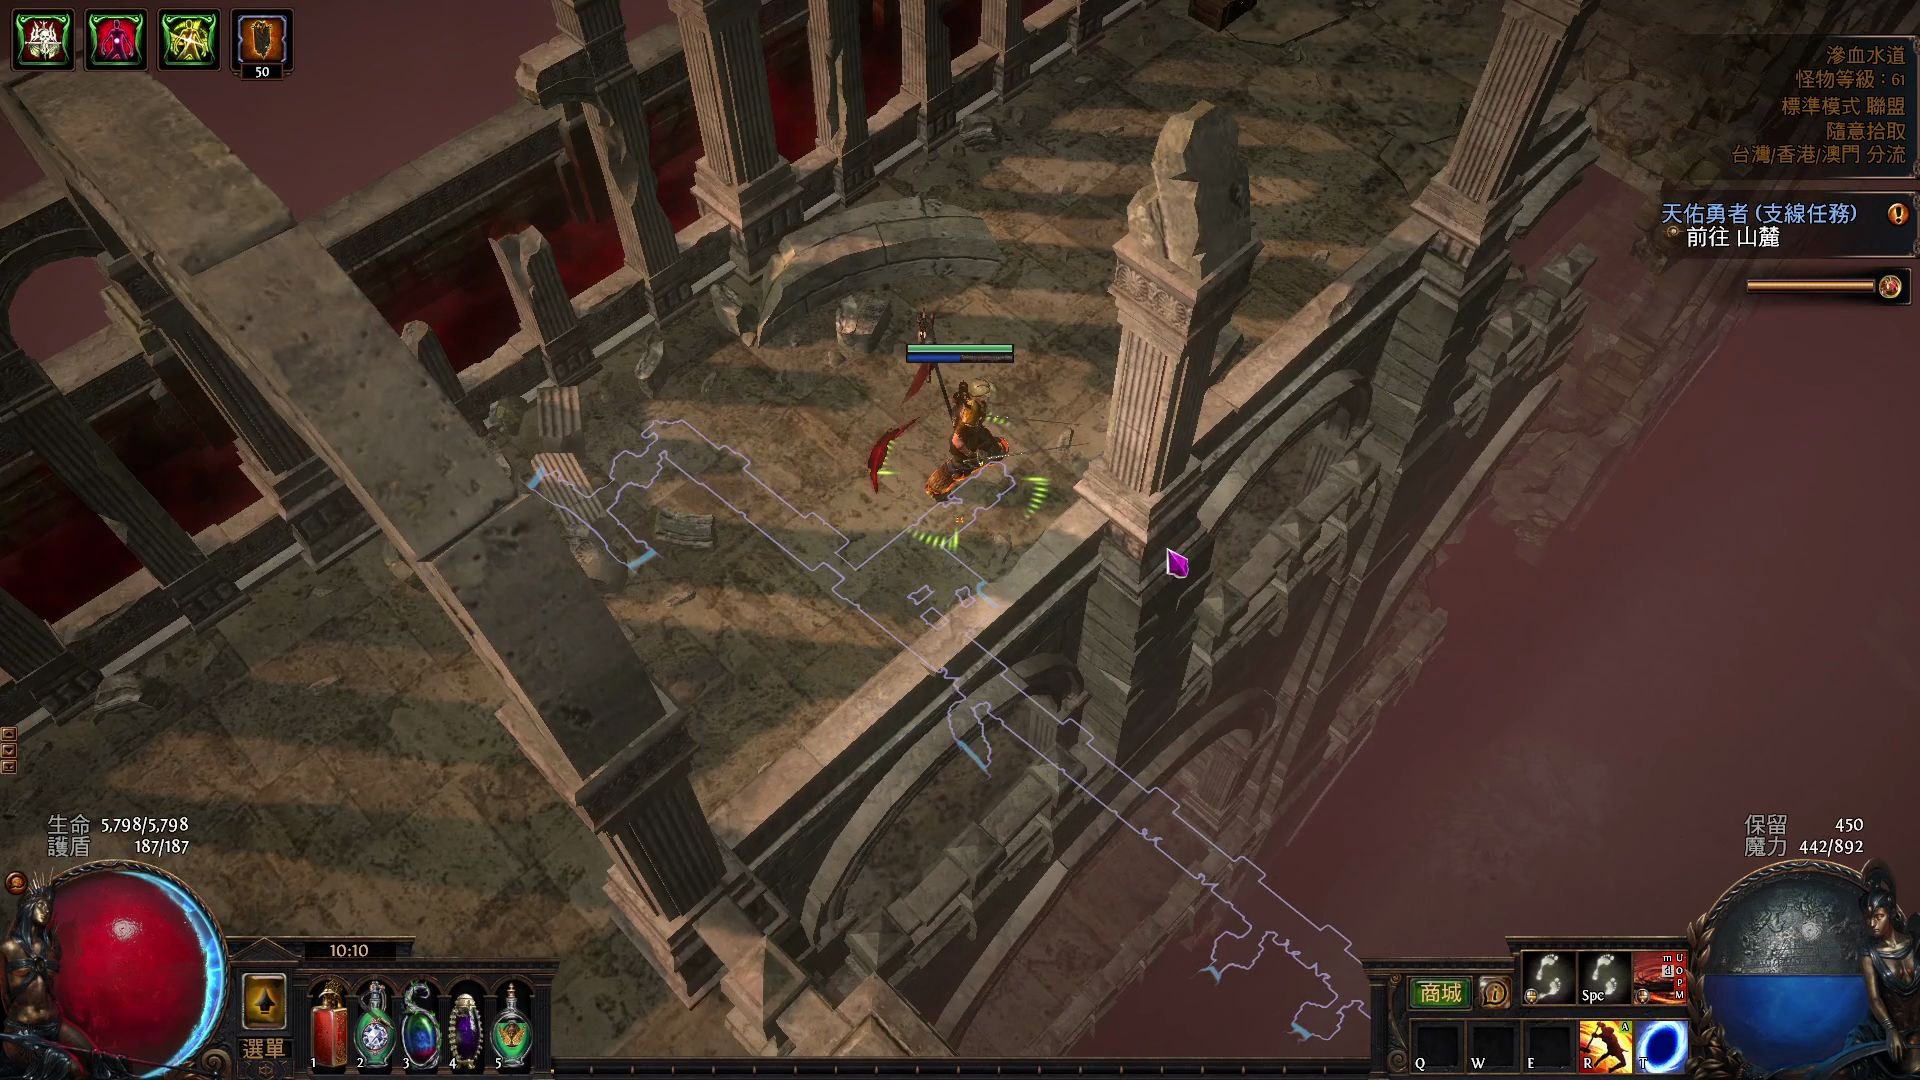 50
滲血水道
怪物等級：61
標準模式 聯盟
隨意拾取
台灣/香港/澳門 分流
天佑勇者 (支線任務)
前往 山麓
生命 5,798/5,798
護盾 187/187
保留 450
魔力 442/892
10:10
選單
1 2 3 4 5
商城
Spc
Q W E R T
A